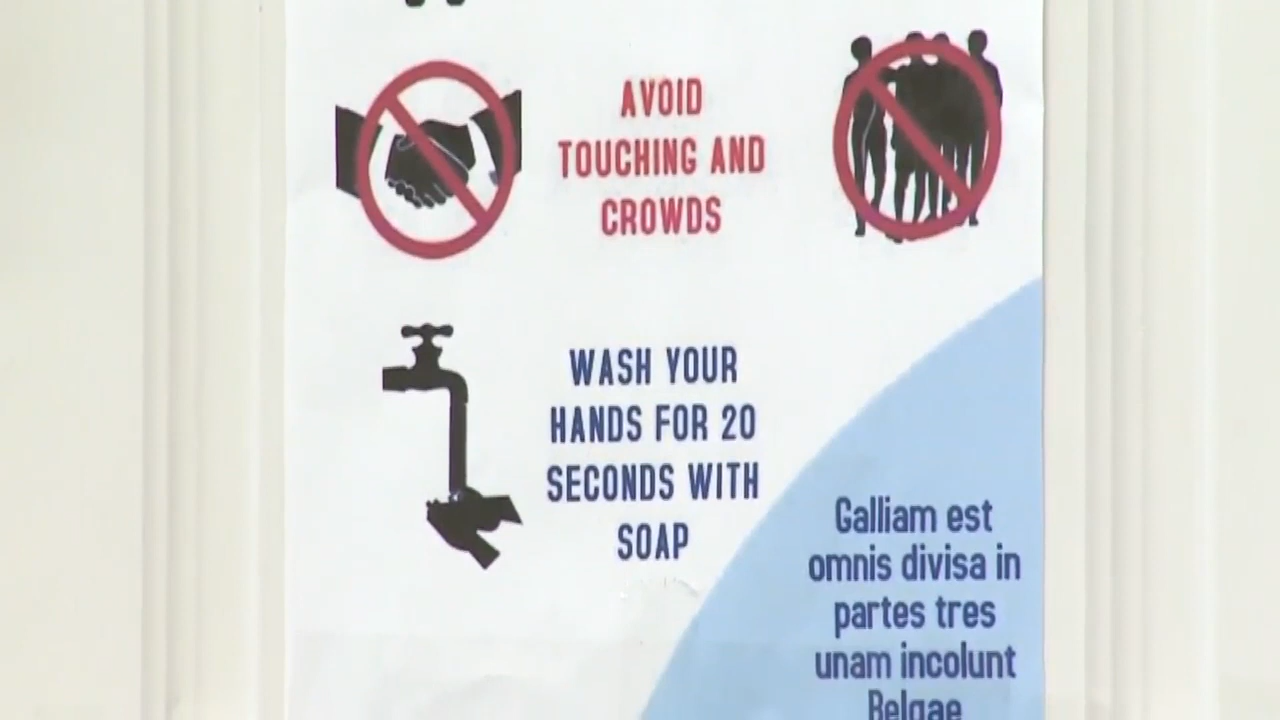 AVOID
TOUCHING AND
CROWDS
WASH YOUR
HANDS FOR 20
SECONDS WITH
SOAP
Galliam est
omnis divisa in
partes tres
unam incolunt
Belgae